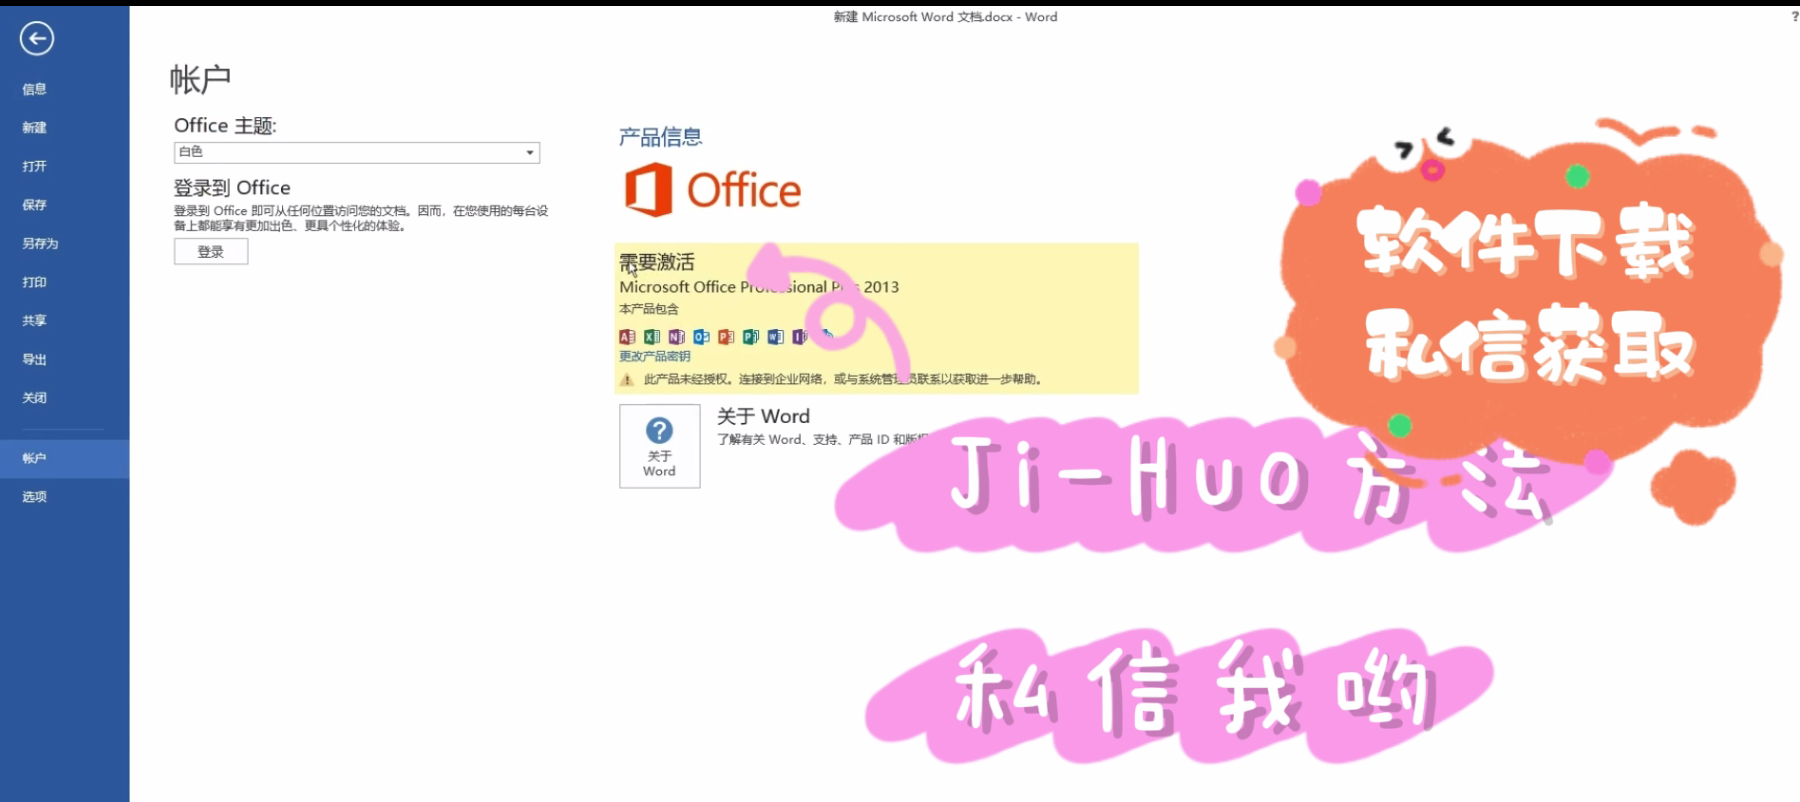 新建 Microsoft Word 文档.docx - Word
?
信息
新建
打开
保存
另存为
打印
共享
导出
关闭
帐户
选项
帐户
Office 主题:
白色
登录到 Office
登录到 Office 即可从任何位置访问您的文档。因而，在您使用的每台设
备上都能享有更加出色、更具个性化的体验。
登录
产品信息
Office
需要激活
Microsoft Office Professional Plus 2013
本产品包含
更改产品密钥
此产品未经授权。连接到企业网络，或与系统管理员联系以获取进一步帮助。
关于 Word
了解有关 Word、支持、产品 ID 和版权
关于
Word
软件下载
私信获取
Ji-Huo方法
私信我哟